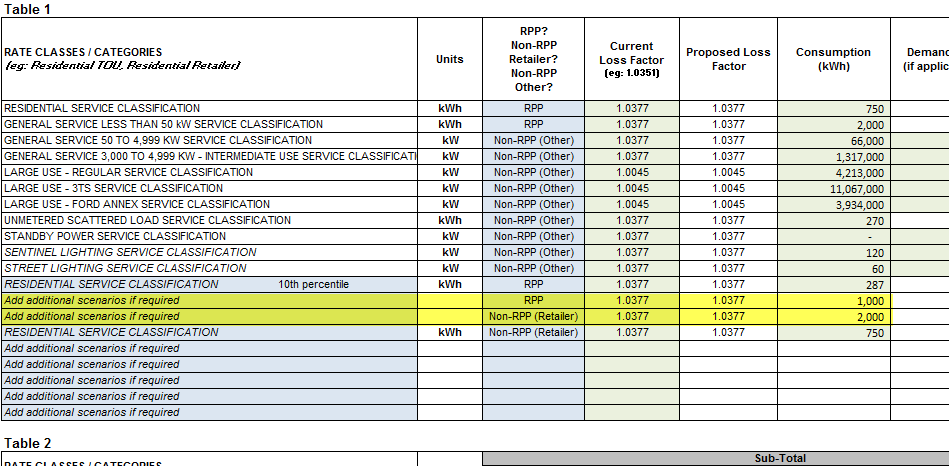 Table 1
RATE CLASSES / CATEGORIES (eg: Residential TOU, Residential Retailer) Units RPP? Non-RPP Retailer? Non-RPP Other? Current Loss Factor (eg: 1.0351) Proposed Loss Factor Consumption (kWh) Demand (if applic
RESIDENTIAL SERVICE CLASSIFICATION kWh RPP 1.0377 1.0377 750
GENERAL SERVICE LESS THAN 50 kW SERVICE CLASSIFICATION kWh RPP 1.0377 1.0377 2,000
GENERAL SERVICE 50 TO 4,999 KW SERVICE CLASSIFICATION kW Non-RPP (Other) 1.0377 1.0377 66,000
GENERAL SERVICE 3,000 TO 4,999 KW - INTERMEDIATE USE SERVICE CLASSIFICATI kW Non-RPP (Other) 1.0377 1.0377 1,317,000
LARGE USE - REGULAR SERVICE CLASSIFICATION kW Non-RPP (Other) 1.0045 1.0045 4,213,000
LARGE USE - 3TS SERVICE CLASSIFICATION kW Non-RPP (Other) 1.0045 1.0045 11,067,000
LARGE USE - FORD ANNEX SERVICE CLASSIFICATION kW Non-RPP (Other) 1.0045 1.0045 3,934,000
UNMETERED SCATTERED LOAD SERVICE CLASSIFICATION kWh Non-RPP (Other) 1.0377 1.0377 270
STANDBY POWER SERVICE CLASSIFICATION kW Non-RPP (Other) 1.0377 1.0377 -
SENTINEL LIGHTING SERVICE CLASSIFICATION kW Non-RPP (Other) 1.0377 1.0377 120
STREET LIGHTING SERVICE CLASSIFICATION kW Non-RPP (Other) 1.0377 1.0377 60
RESIDENTIAL SERVICE CLASSIFICATION 10th percentile kWh RPP 1.0377 1.0377 287
Add additional scenarios if required RPP 1.0377 1.0377 1,000
Add additional scenarios if required Non-RPP (Retailer) 1.0377 1.0377 2,000
RESIDENTIAL SERVICE CLASSIFICATION kWh Non-RPP (Retailer) 1.0377 1.0377 750
Add additional scenarios if required
Add additional scenarios if required
Add additional scenarios if required
Add additional scenarios if required
Add additional scenarios if required
Table 2
Sub-Total
RATE CLASSES / CATEGORIES